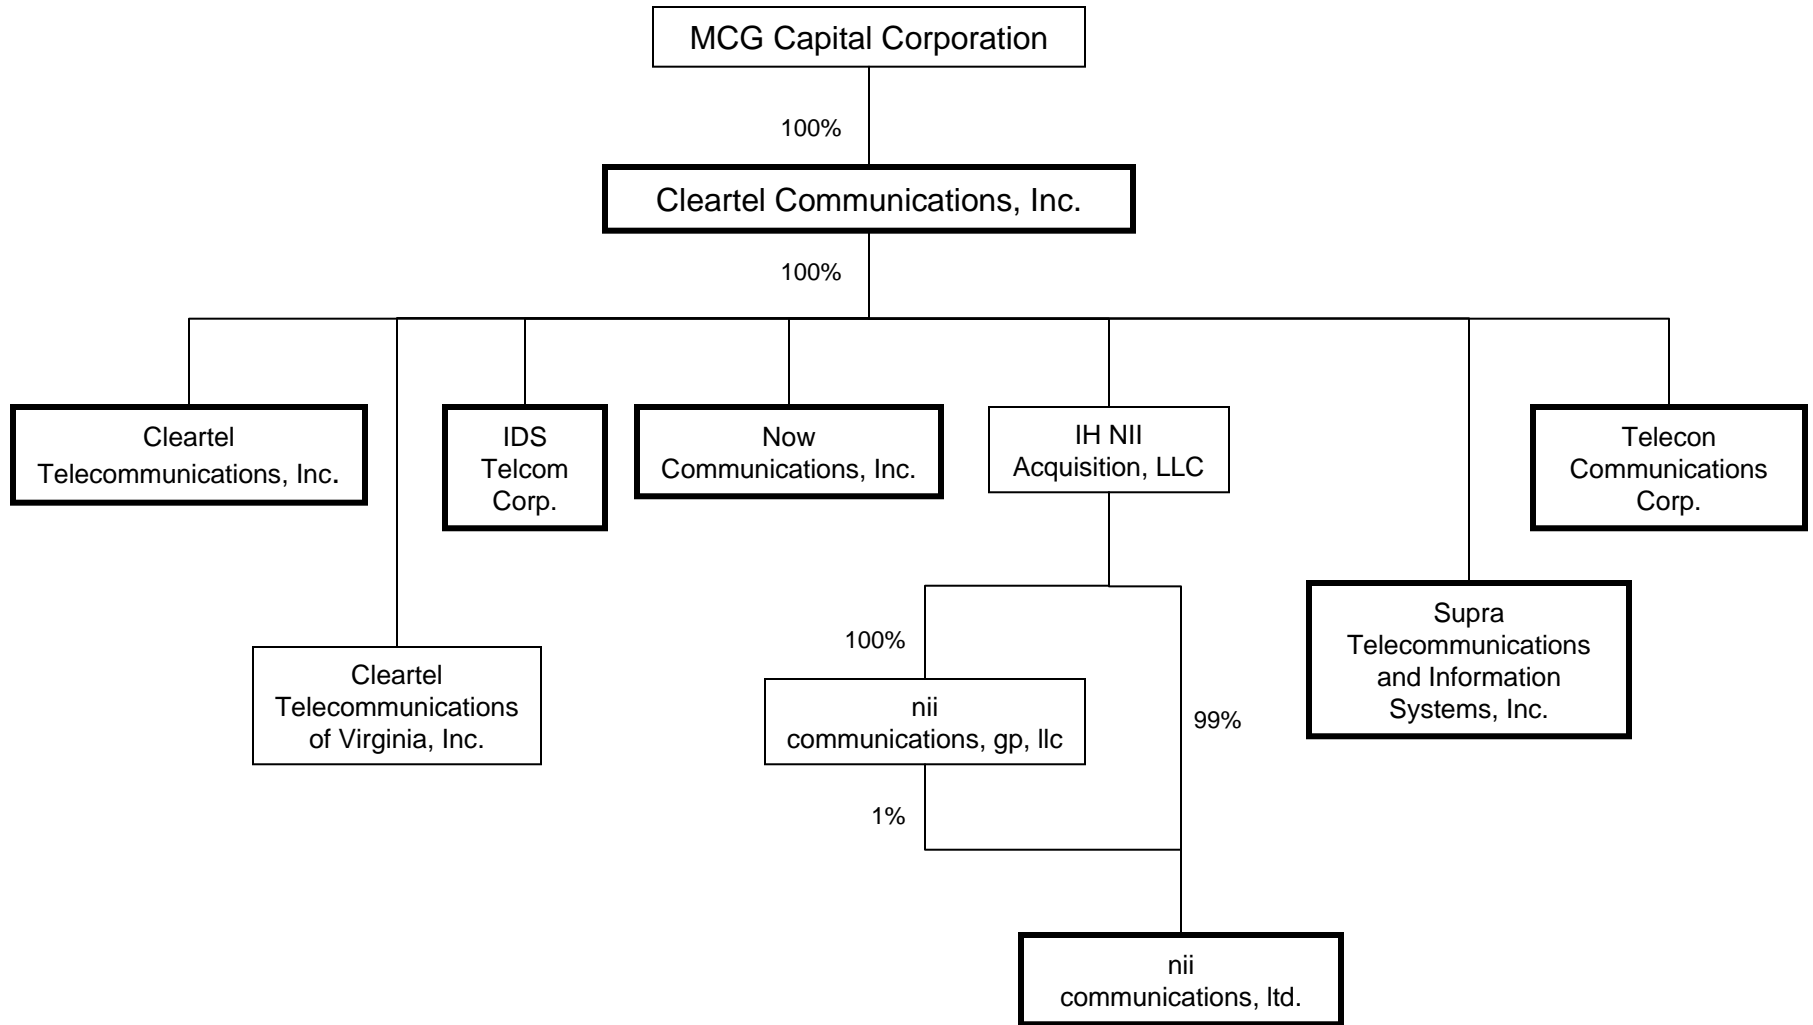 MCG Capital Corporation
100%
Cleartel Communications, Inc.
100%
Cleartel
Telecommunications, Inc.
IDS
Telcom
Corp.
Now
Communications, Inc.
IH NII
Acquisition, LLC
Telecon
Communications
Corp.
Cleartel
Telecommunications
of Virginia, Inc.
100%
nii
communications, gp, llc
99%
1%
Supra
Telecommunications
and Information
Systems, Inc.
nii
communications, ltd.